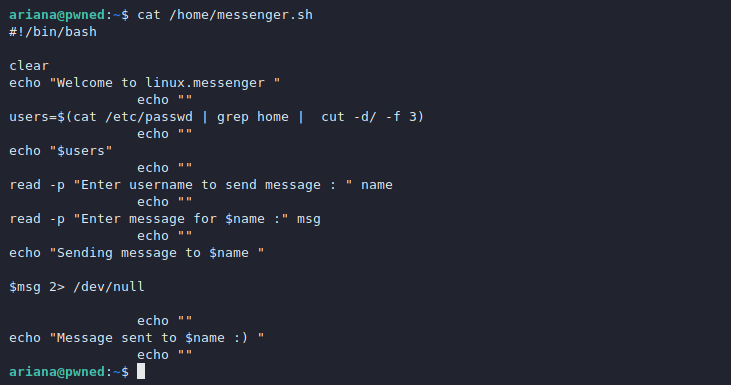 ariana@pwned:~$ cat /home/messenger.sh
#!/bin/bash
clear
echo "Welcome to linux.messenger "
                echo ""
users=$(cat /etc/passwd | grep home |  cut -d/ -f 3)
                echo ""
echo "$users"
                echo ""
read -p "Enter username to send message : " name
                echo ""
read -p "Enter message for $name :" msg
                echo ""
echo "Sending message to $name "
$msg 2> /dev/null
                echo ""
echo "Message sent to $name :) "
                echo ""
ariana@pwned:~$